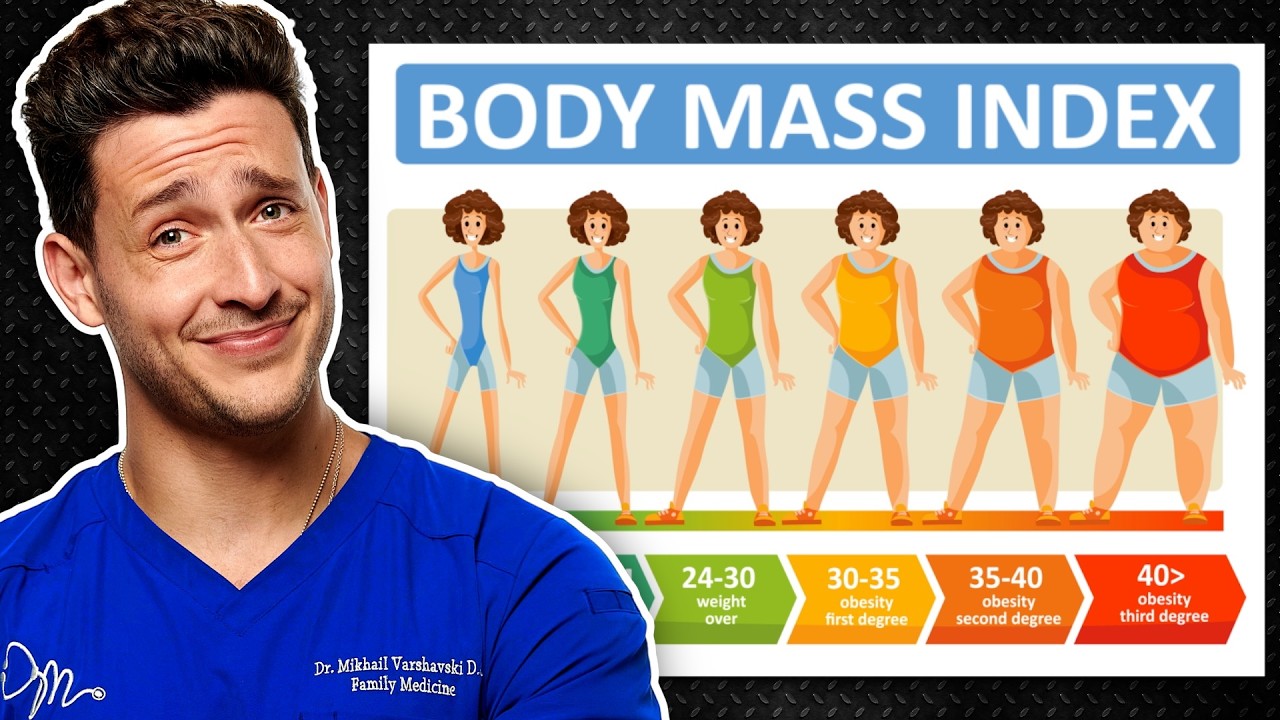 BODY MASS INDEX
24-30
weight
over
30-35
obesity
first degree
35-40
obesity
second degree
40>
obesity
third degree
Dr. Mikhail Varshavski D.
Family Medicine